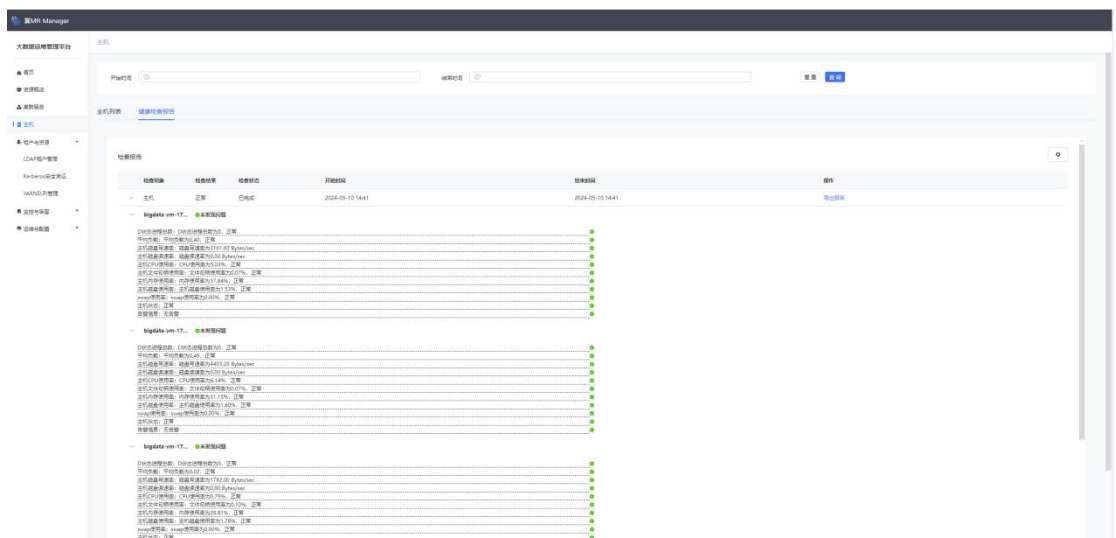 翼MR Manager
大数据运维管理平台
主机
首页
资源概览
集群服务
主机
租户与资源
LDAP租户管理
Kerberos安全凭证
YARN队列管理
监控与告警
运维与配置
开始时间
结束时间
重置 查询
主机列表 健康检查报告
检查报告
检查对象 检查结果 检查状态 开始时间 结束时间 操作
主机 正常 已完成 2024-05-10 14:41 2024-05-10 14:41 导出报告
bigdata-vm-17... 未发现问题
D状态进程总数：D状态进程总数为0，正常
平均负载：平均负载为0.40，正常
主机磁盘写速率：磁盘写速率为3161.60 Bytes/sec
主机磁盘读速率：磁盘读速率为0.00 Bytes/sec
主机CPU使用率：CPU使用率为5.03%，正常
主机文件句柄使用率：文件句柄使用率为0.07%，正常
主机内存使用率：内存使用率为37.84%，正常
主机磁盘使用率：主机磁盘使用率为1.53%，正常
swap使用率：swap使用率为0.00%，正常
主机状态：正常
告警信息：无告警
bigdata-vm-17... 未发现问题
D状态进程总数：D状态进程总数为0，正常
平均负载：平均负载为0.45，正常
主机磁盘写速率：磁盘写速率为4403.20 Bytes/sec
主机磁盘读速率：磁盘读速率为0.00 Bytes/sec
主机CPU使用率：CPU使用率为6.14%，正常
主机文件句柄使用率：文件句柄使用率为0.07%，正常
主机内存使用率：内存使用率为31.15%，正常
主机磁盘使用率：主机磁盘使用率为1.60%，正常
swap使用率：swap使用率为0.00%，正常
主机状态：正常
告警信息：无告警
bigdata-vm-17... 未发现问题
D状态进程总数：D状态进程总数为0，正常
平均负载：平均负载为0.02，正常
主机磁盘写速率：磁盘写速率为1792.00 Bytes/sec
主机磁盘读速率：磁盘读速率为0.00 Bytes/sec
主机CPU使用率：CPU使用率为0.79%，正常
主机文件句柄使用率：文件句柄使用率为0.10%，正常
主机内存使用率：内存使用率为29.81%，正常
主机磁盘使用率：主机磁盘使用率为1.78%，正常
swap使用率：swap使用率为0.00%，正常
主机状态：正常